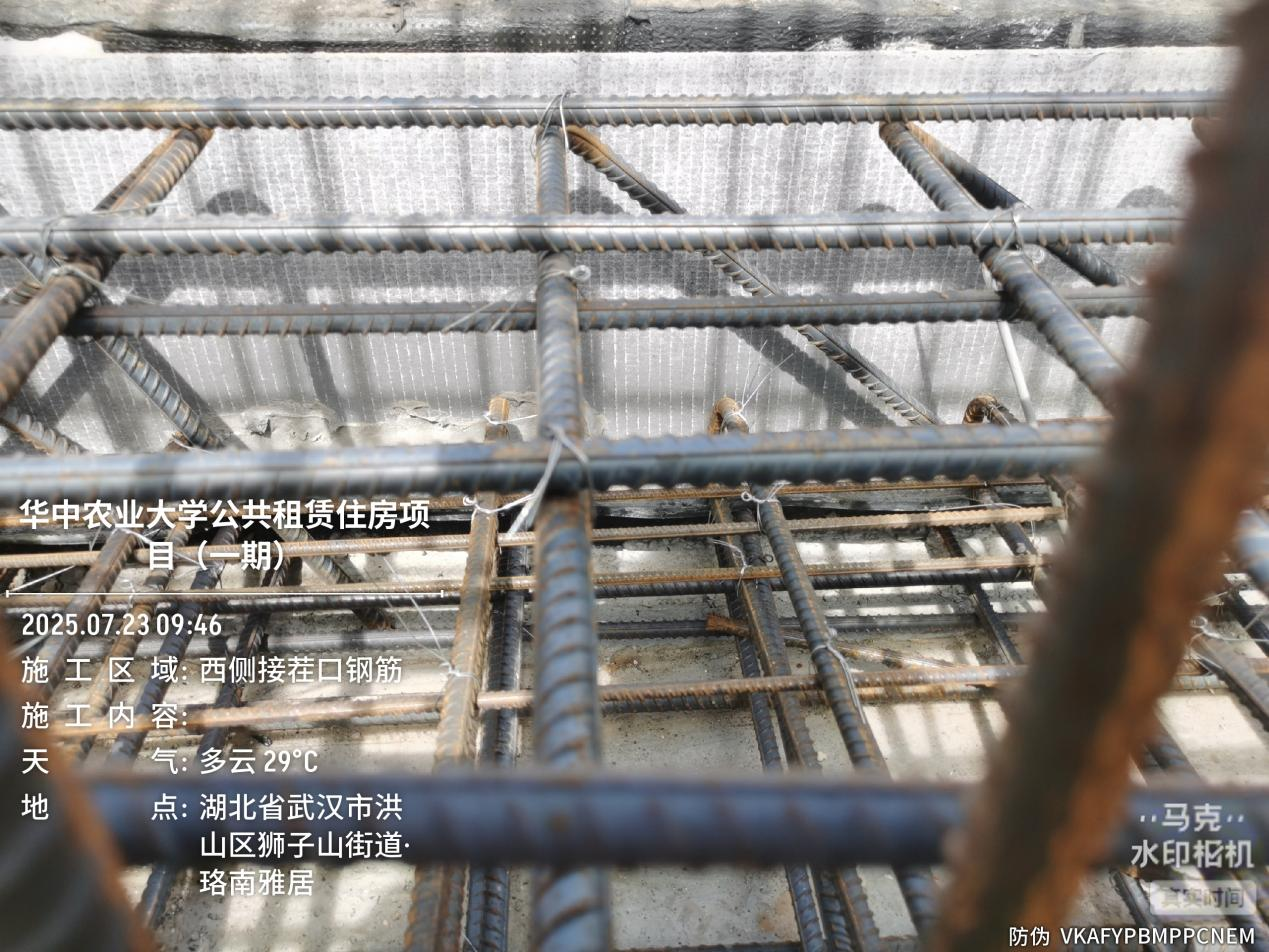 华中农业大学公共租赁住房项
目（一期）
2025.07.23 09:46
施工区域：西侧接茬口钢筋
施工内容：
天气：多云 29°C
地点：湖北省武汉市洪
山区狮子山街道·
珞南雅居
马克
水印相机
真实时间
防伪 VKAFYPBMPPCNEM